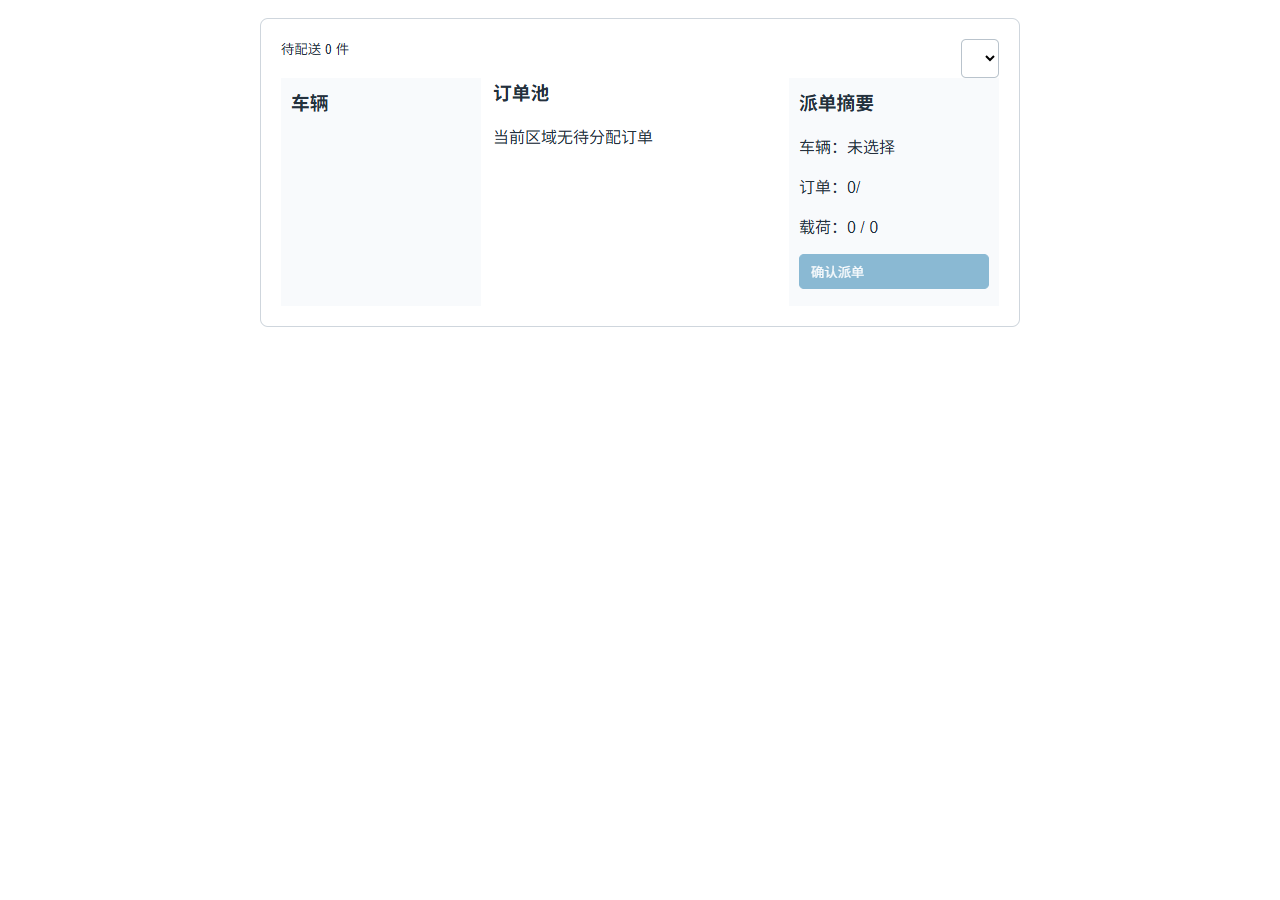 待配送 0 件
车辆
订单池
当前区域无待分配订单
派单摘要
车辆：未选择
订单：0/
载荷：0 / 0
确认派单